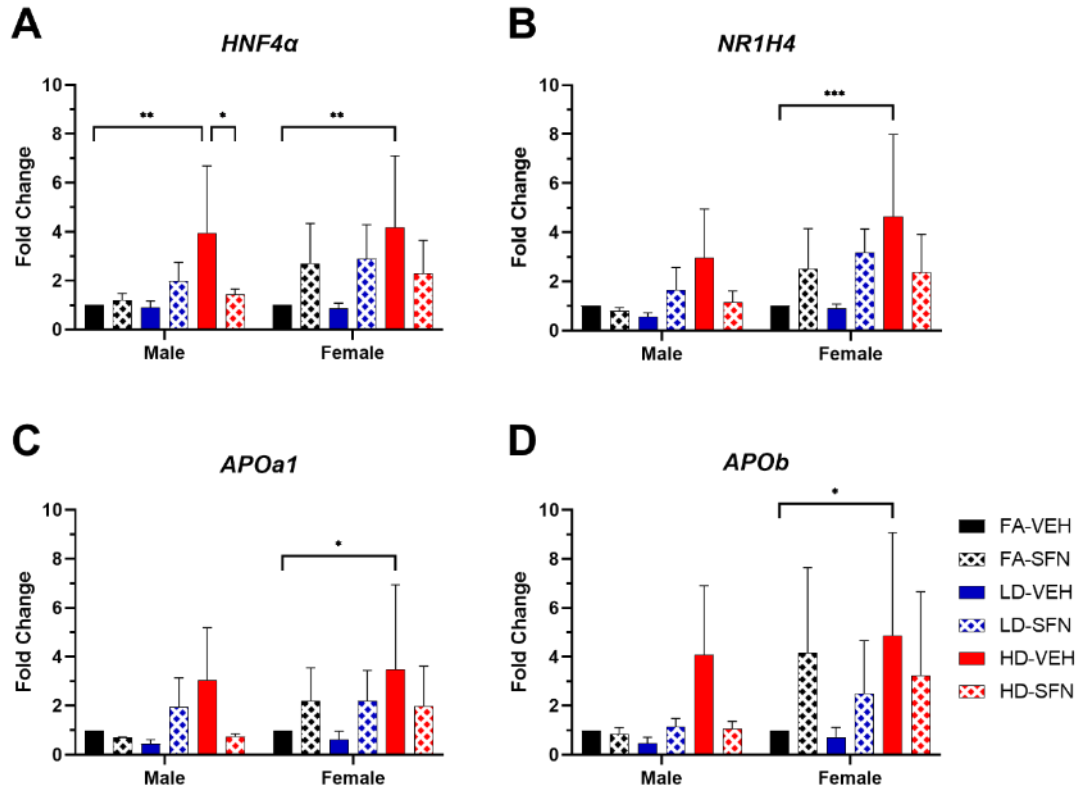 A
HNF4α
Fold Change
10
8
6
4
2
0
**
*
**
Male
Female
B
NR1H4
Fold Change
10
8
6
4
2
0
***
Male
Female
C
APOa1
Fold Change
10
8
6
4
2
0
*
Male
Female
D
APOb
Fold Change
10
8
6
4
2
0
*
Male
Female
FA-VEH
FA-SFN
LD-VEH
LD-SFN
HD-VEH
HD-SFN